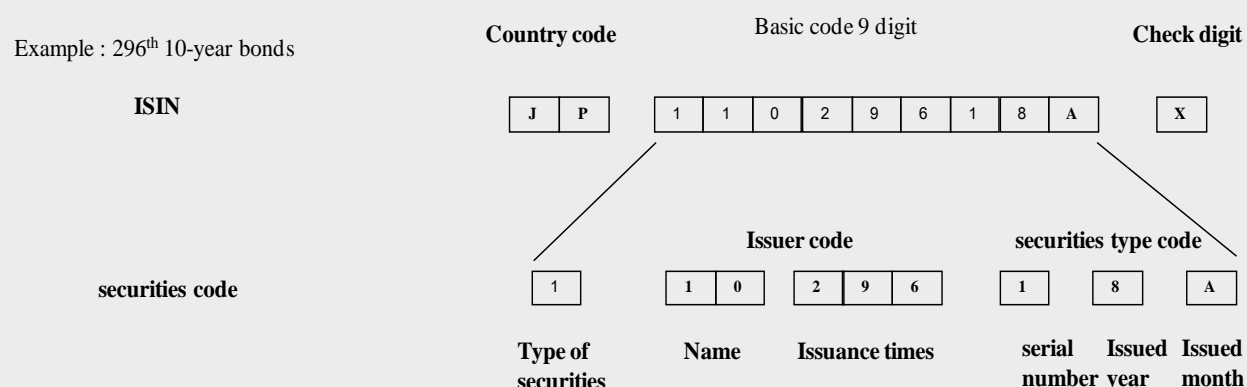 Example : 296th 10-year bonds
Country code
Basic code 9 digit
Check digit
ISIN
J P
1 1 0 2 9 6 1 8 A
X
Issuer code
securities type code
securities code
1
1 0
2 9 6
1
8
A
Type of
securities
Name
Issuance times
serial
number
Issued
year
Issued
month